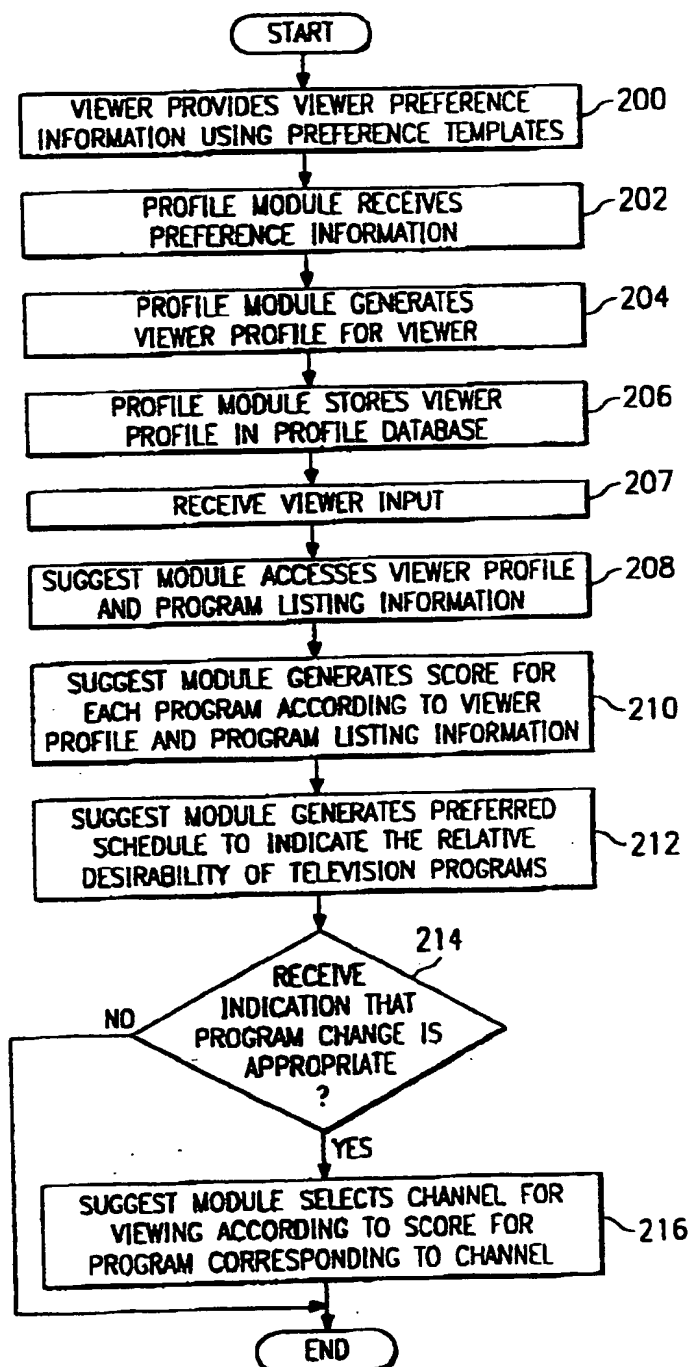 START
VIEWER PROVIDES VIEWER PREFERENCE
INFORMATION USING PREFERENCE TEMPLATES
200
PROFILE MODULE RECEIVES
PREFERENCE INFORMATION
202
PROFILE MODULE GENERATES
VIEWER PROFILE FOR VIEWER
204
PROFILE MODULE STORES VIEWER
PROFILE IN PROFILE DATABASE
206
RECEIVE VIEWER INPUT
207
SUGGEST MODULE ACCESSES VIEWER PROFILE
AND PROGRAM LISTING INFORMATION
208
SUGGEST MODULE GENERATES SCORE FOR
EACH PROGRAM ACCORDING TO VIEWER
PROFILE AND PROGRAM LISTING INFORMATION
210
SUGGEST MODULE GENERATES PREFERRED
SCHEDULE TO INDICATE THE RELATIVE
DESIRABILITY OF TELEVISION PROGRAMS
212
214
RECEIVE
INDICATION THAT
PROGRAM CHANGE IS
APPROPRIATE
?
NO
YES
SUGGEST MODULE SELECTS CHANNEL FOR
VIEWING ACCORDING TO SCORE FOR
PROGRAM CORRESPONDING TO CHANNEL
216
END